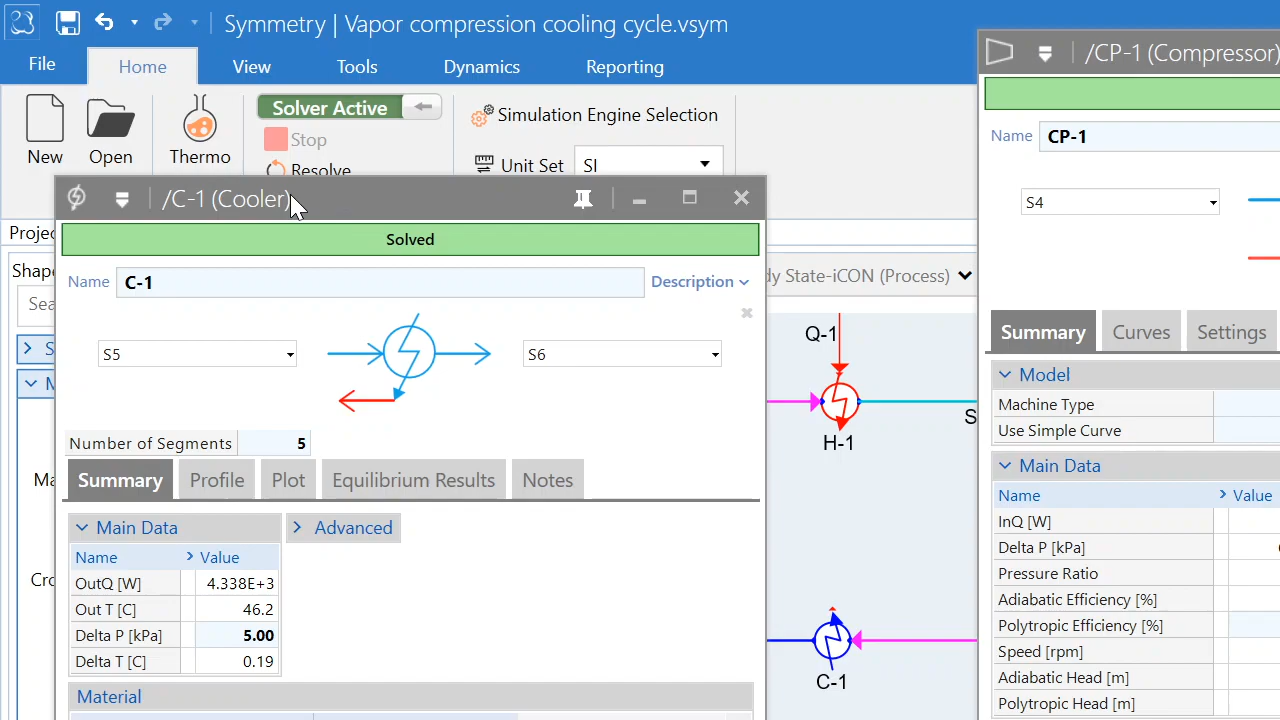 Symmetry | Vapor compression cooling cycle.vsym
File Home View Tools Dynamics Reporting
/CP-1 (Compressor)
New Open Thermo
Solver Active
Stop
Resolve
Simulation Engine Selection
Unit Set SI
Name CP-1
S4
/C-1 (Cooler)
Solved
Name C-1 Description
S5 S6
Number of Segments 5
Summary Profile Plot Equilibrium Results Notes
Main Data Advanced
Name Value
OutQ [W] 4.338E+3
Out T [C] 46.2
Delta P [kPa] 5.00
Delta T [C] 0.19
Material
dy State-iCON (Process)
Q-1
H-1
S
C-1
Summary Curves Settings
Model
Machine Type
Use Simple Curve
Main Data
Name Value
InQ [W]
Delta P [kPa]
Pressure Ratio
Adiabatic Efficiency [%]
Polytropic Efficiency [%]
Speed [rpm]
Adiabatic Head [m]
Polytropic Head [m]
Projec
Shape
Sea
S
M
Ma
Cro